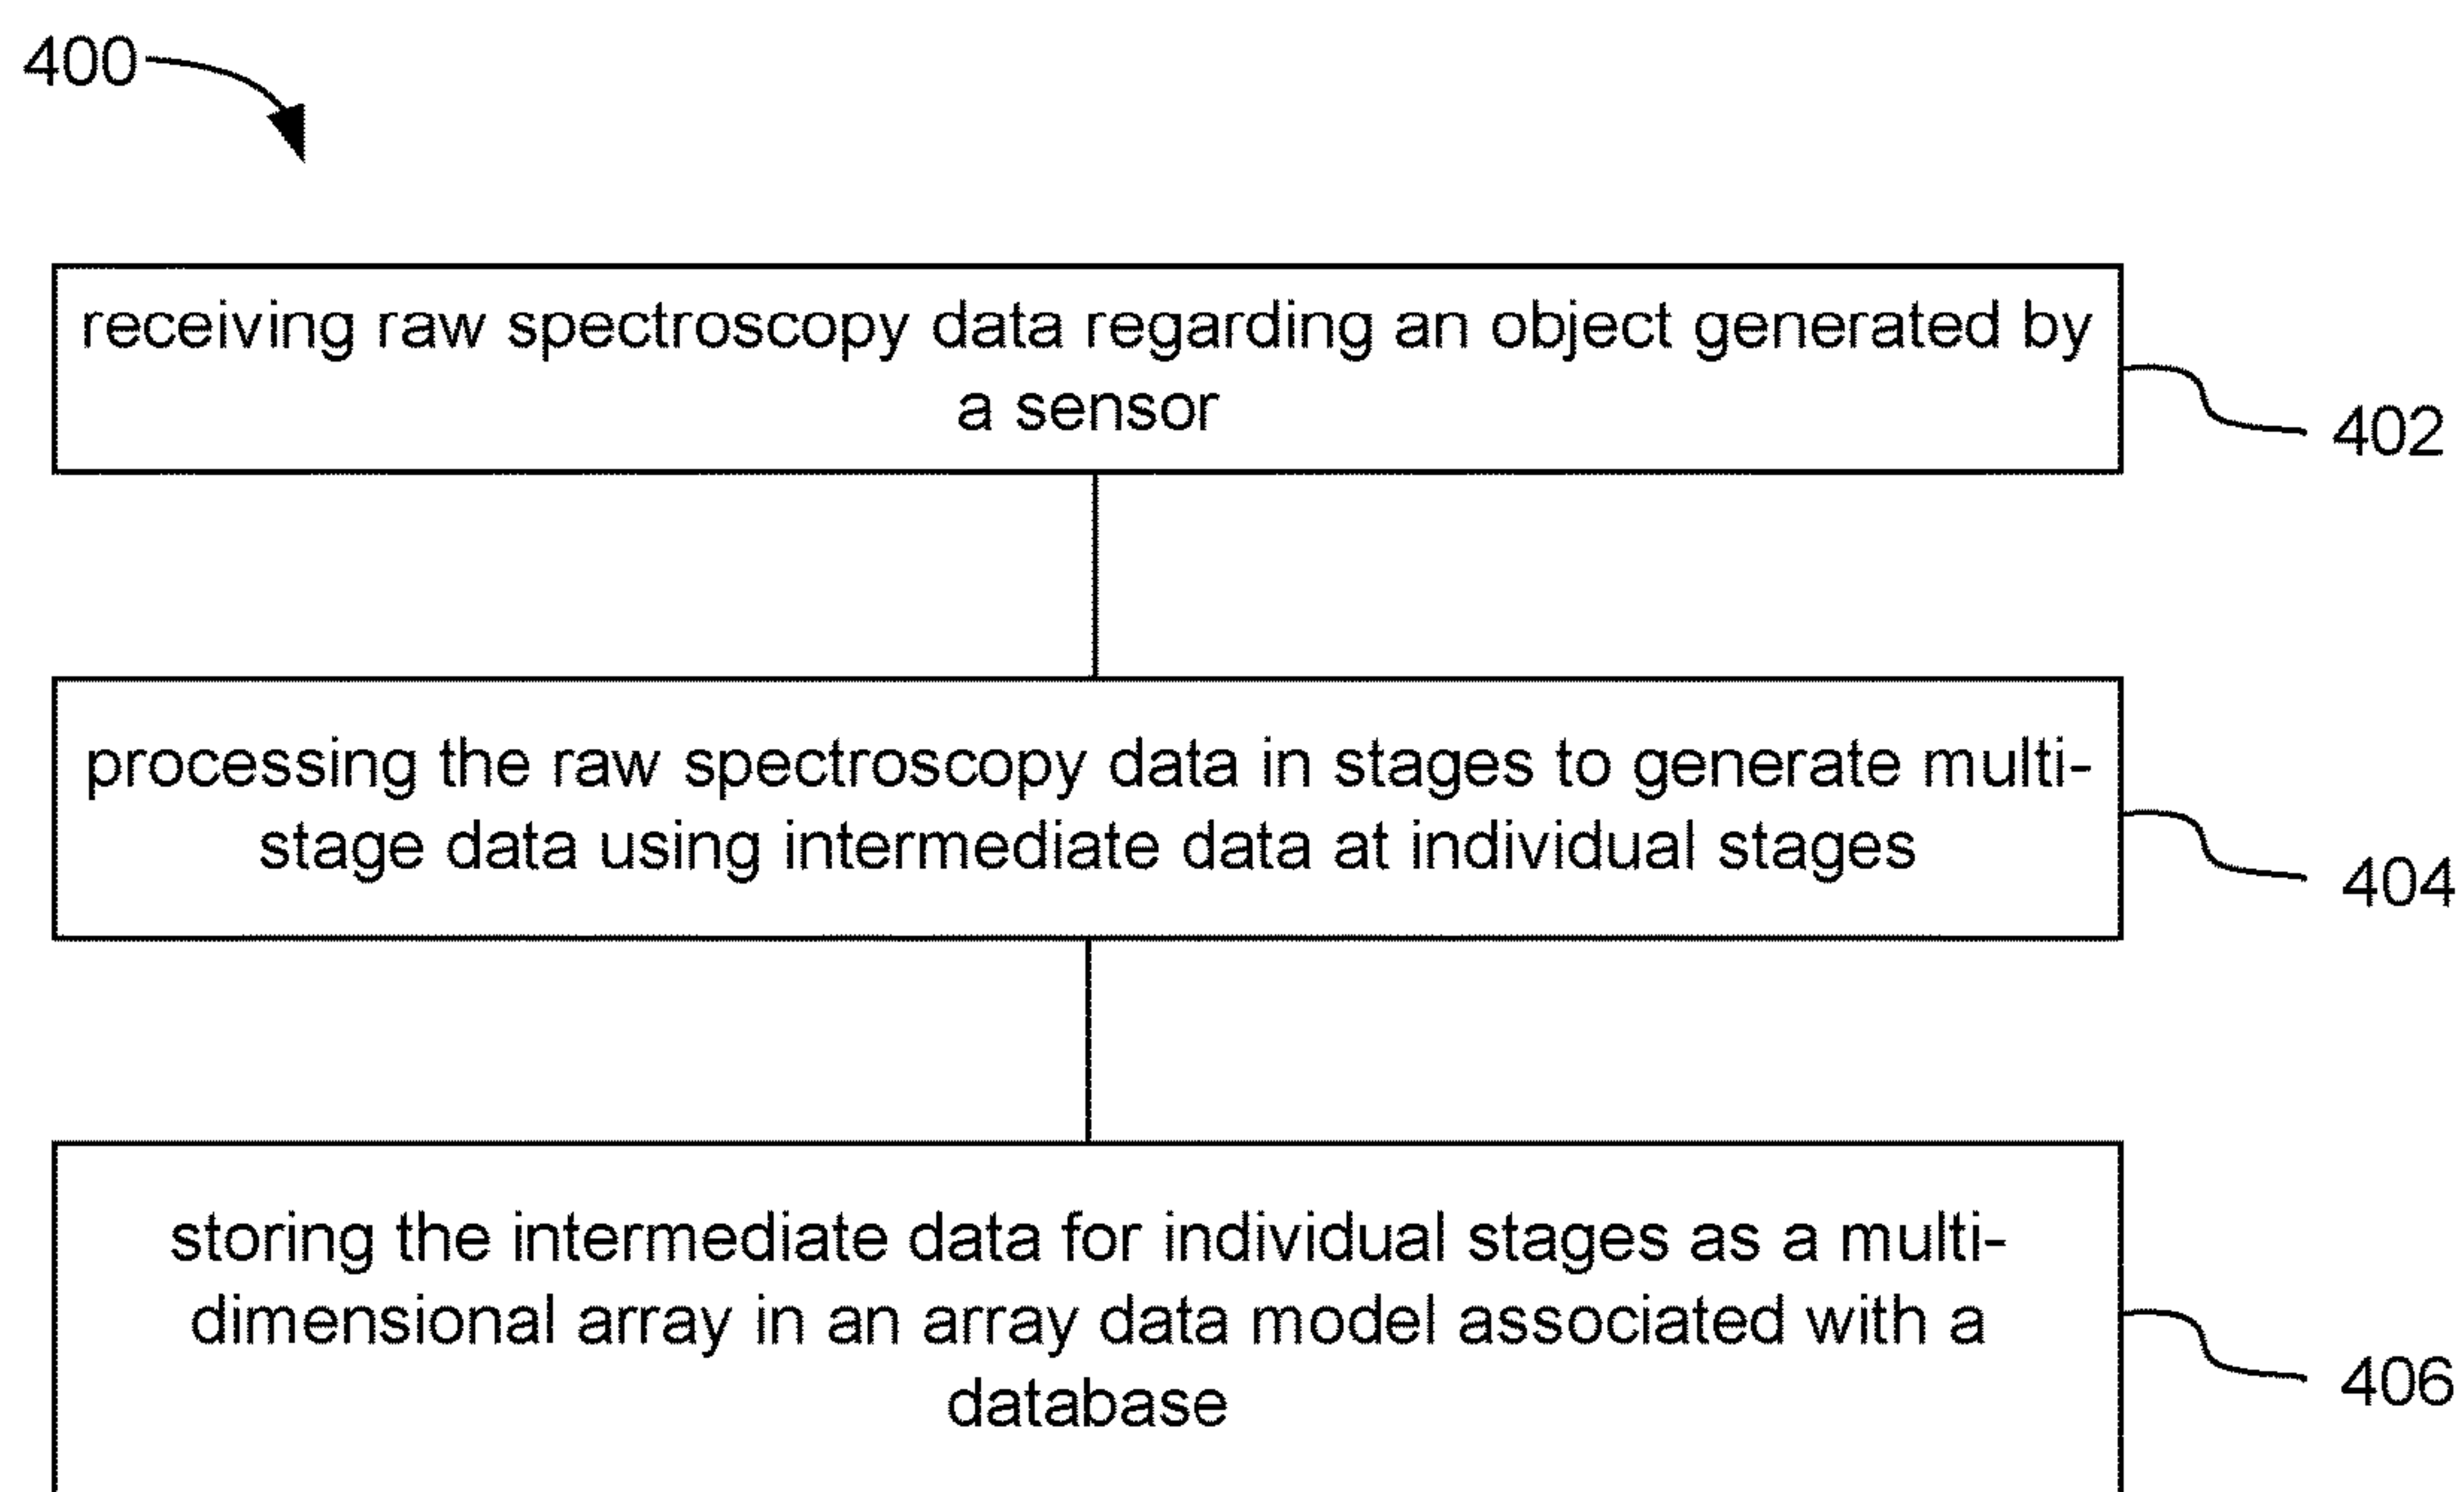 400
receiving raw spectroscopy data regarding an object generated by
a sensor
402
processing the raw spectroscopy data in stages to generate multi-
stage data using intermediate data at individual stages
404
storing the intermediate data for individual stages as a multi-
dimensional array in an array data model associated with a
database
406